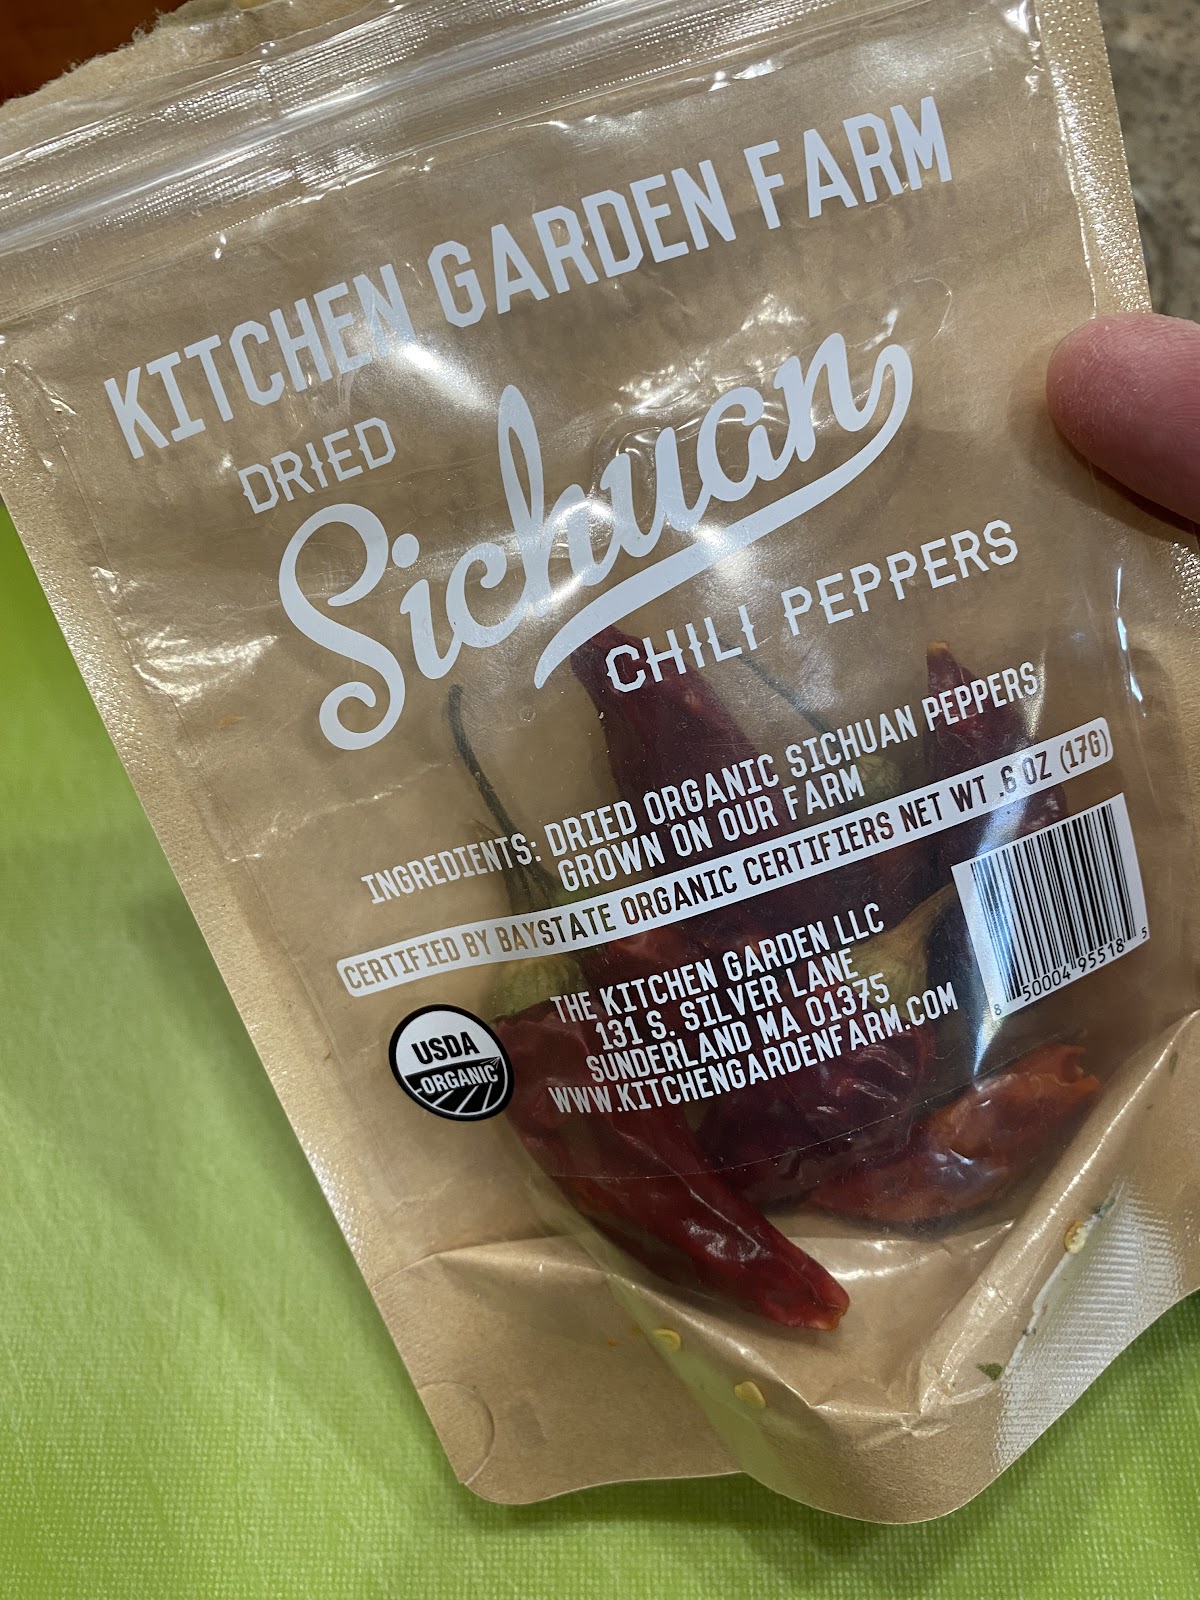 KITCHEN GARDEN FARM
DRIED
Sichuan
CHILI PEPPERS
INGREDIENTS: DRIED ORGANIC SICHUAN PEPPERS
GROWN ON OUR FARM
CERTIFIED BY BAYSTATE ORGANIC CERTIFIERS NET WT .6 OZ (17G)
THE KITCHEN GARDEN LLC
131 S. SILVER LANE
SUNDERLAND MA 01375
WWW.KITCHENGARDENFARM.COM
USDA
ORGANIC
8 50004 95518 5